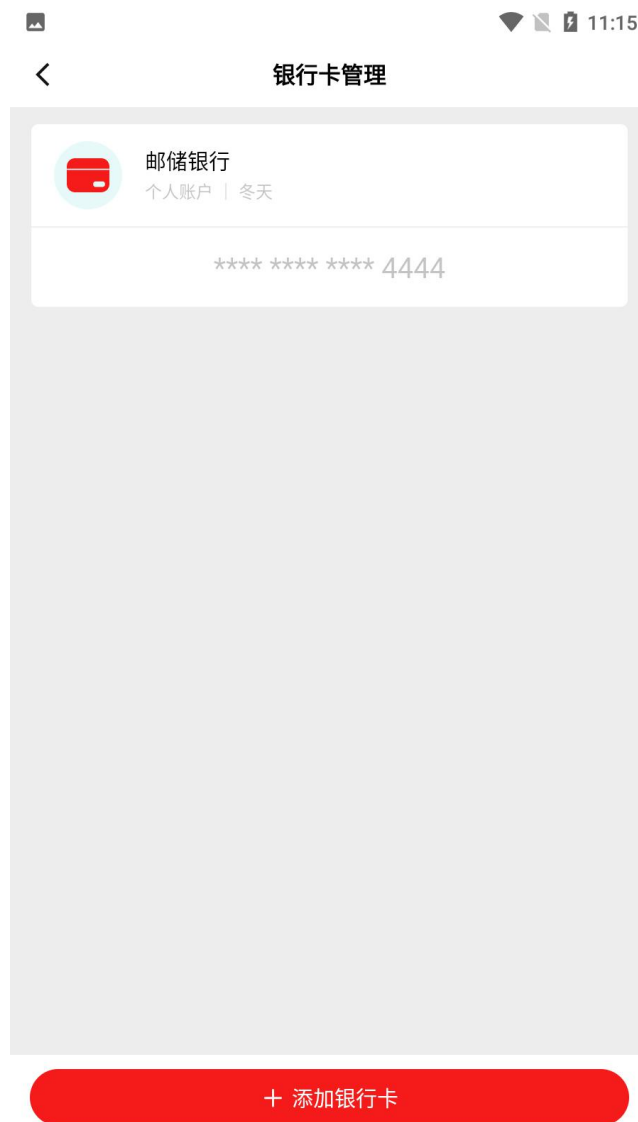 11:15
银行卡管理
邮储银行
个人账户 | 冬天
**** **** **** 4444
+ 添加银行卡